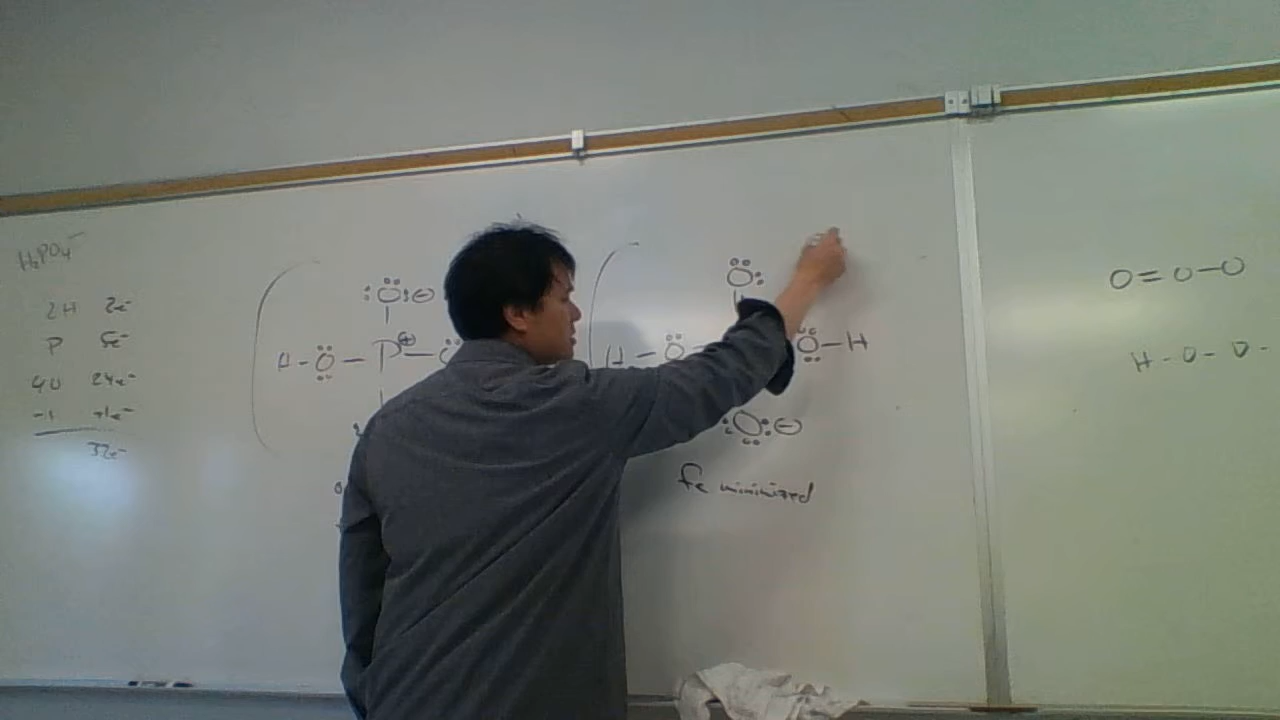 H₂PO₄⁻
2H 2e⁻
P 5e⁻
4O 24e⁻
-1 +1e⁻
32e⁻
:Ö:⊖
H-Ö-P⊕-O
Ö:
H-Ö- Ö-H
:O:⊖
fc minimized
O=O-O
H-O-O-